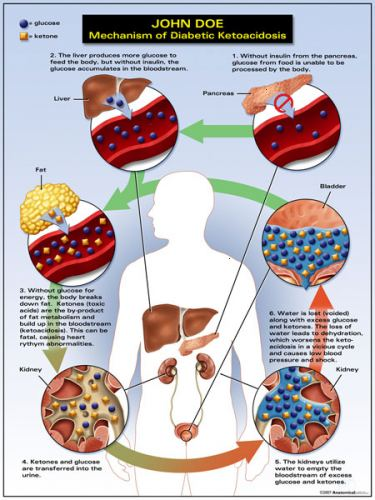 JOHN DOE
Mechanism of Diabetic Ketoacidosis
= glucose
= ketone
2. The liver produces more glucose to
feed the body, but without insulin, the
glucose accumulates in the bloodstream.
1. Without insulin from the pancreas,
glucose from food is unable to be
processed by the body.
Liver
Pancreas
Fat
Bladder
3. Without glucose for
energy, the body breaks
down fat. Ketones (toxic
acids) are the by-product
of fat metabolism and
build up in the bloodstream
(ketoacidosis). This can be
fatal, causing heart
rythym abnormalities.
6. Water is lost (voided)
along with excess glucose
and ketones. The loss of
water leads to dehydration,
which worsens the keto-
acidosis in a vicious cycle
and causes low blood
pressure and shock.
Kidney
Kidney
4. Ketones and glucose
are transferred into the
urine.
5. The kidneys utilize
water to empty the
bloodstream of excess
glucose and ketones.